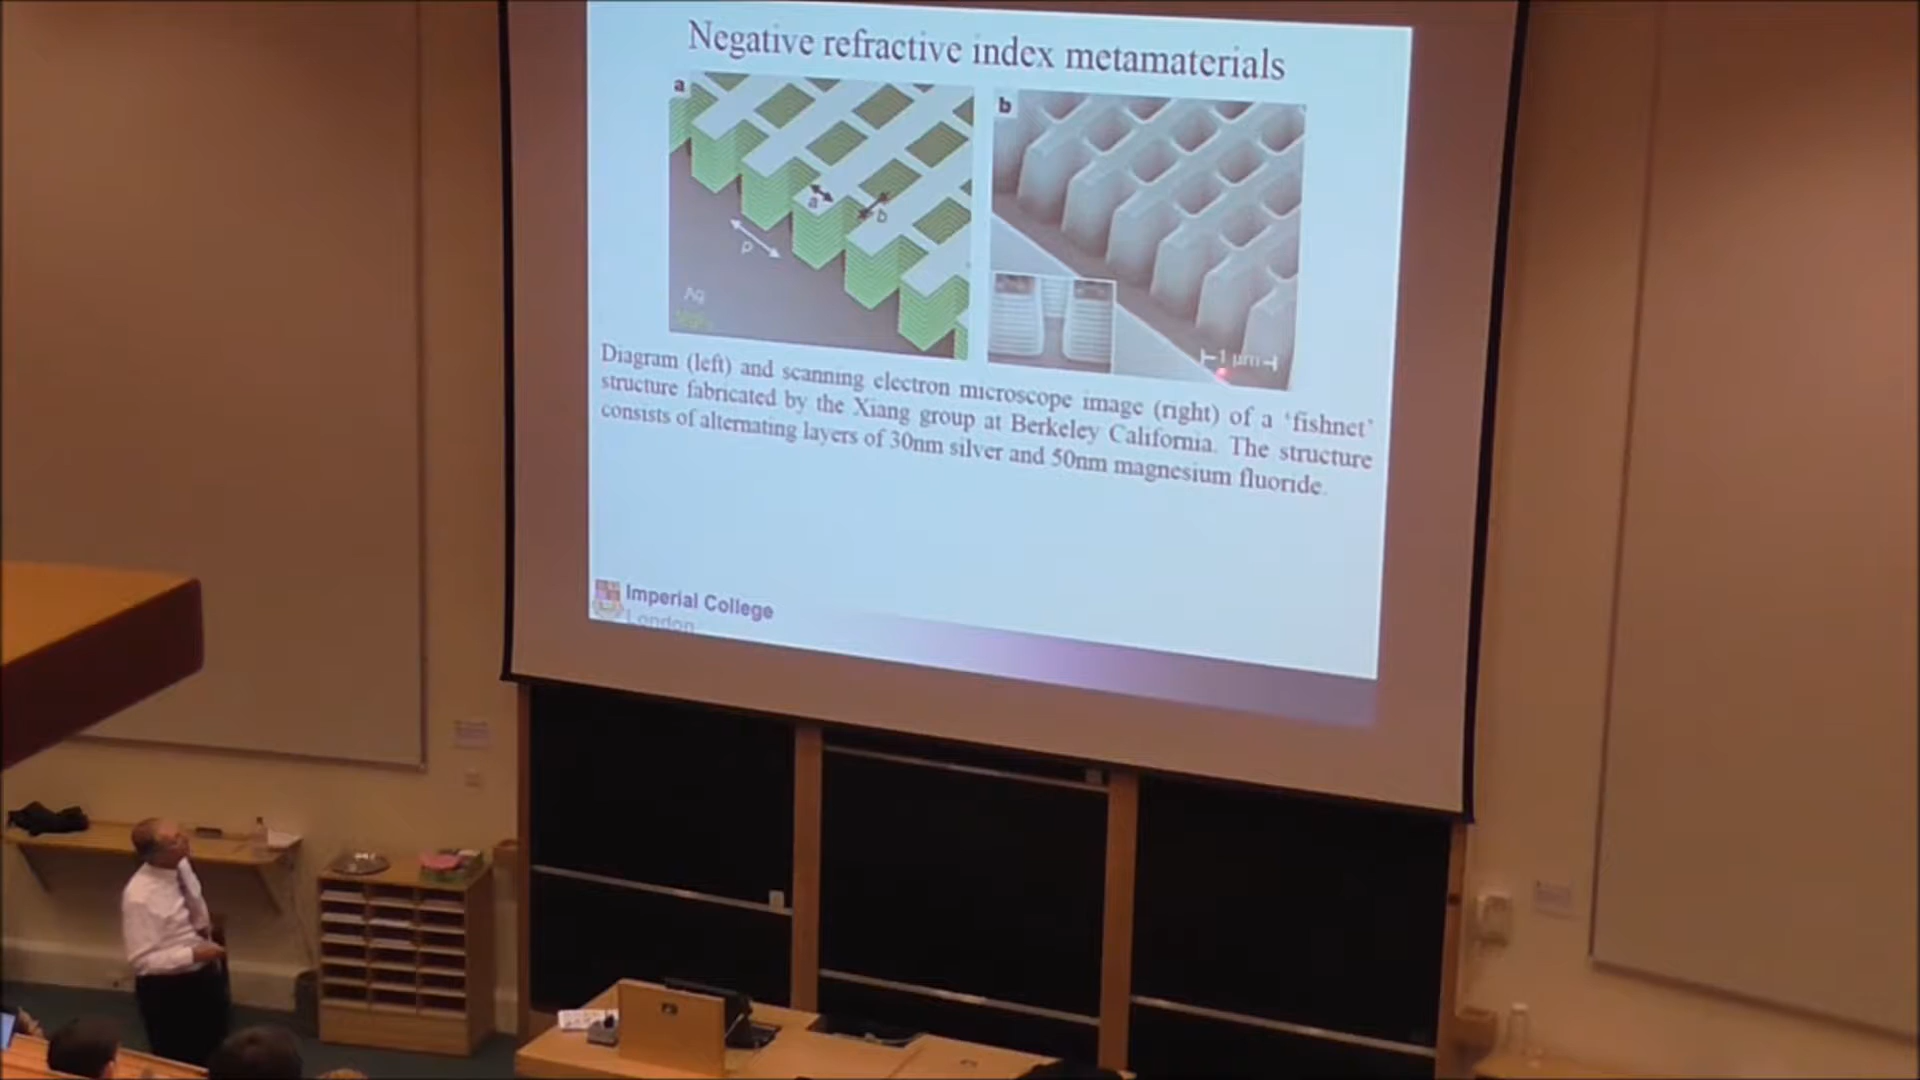 Negative refractive index metamaterials
a
b
a
b
p
Ag
1 μm
Diagram (left) and scanning electron microscope image (right) of a ‘fishnet’
structure fabricated by the Xiang group at Berkeley California. The structure
consists of alternating layers of 30nm silver and 50nm magnesium fluoride.
Imperial College
London